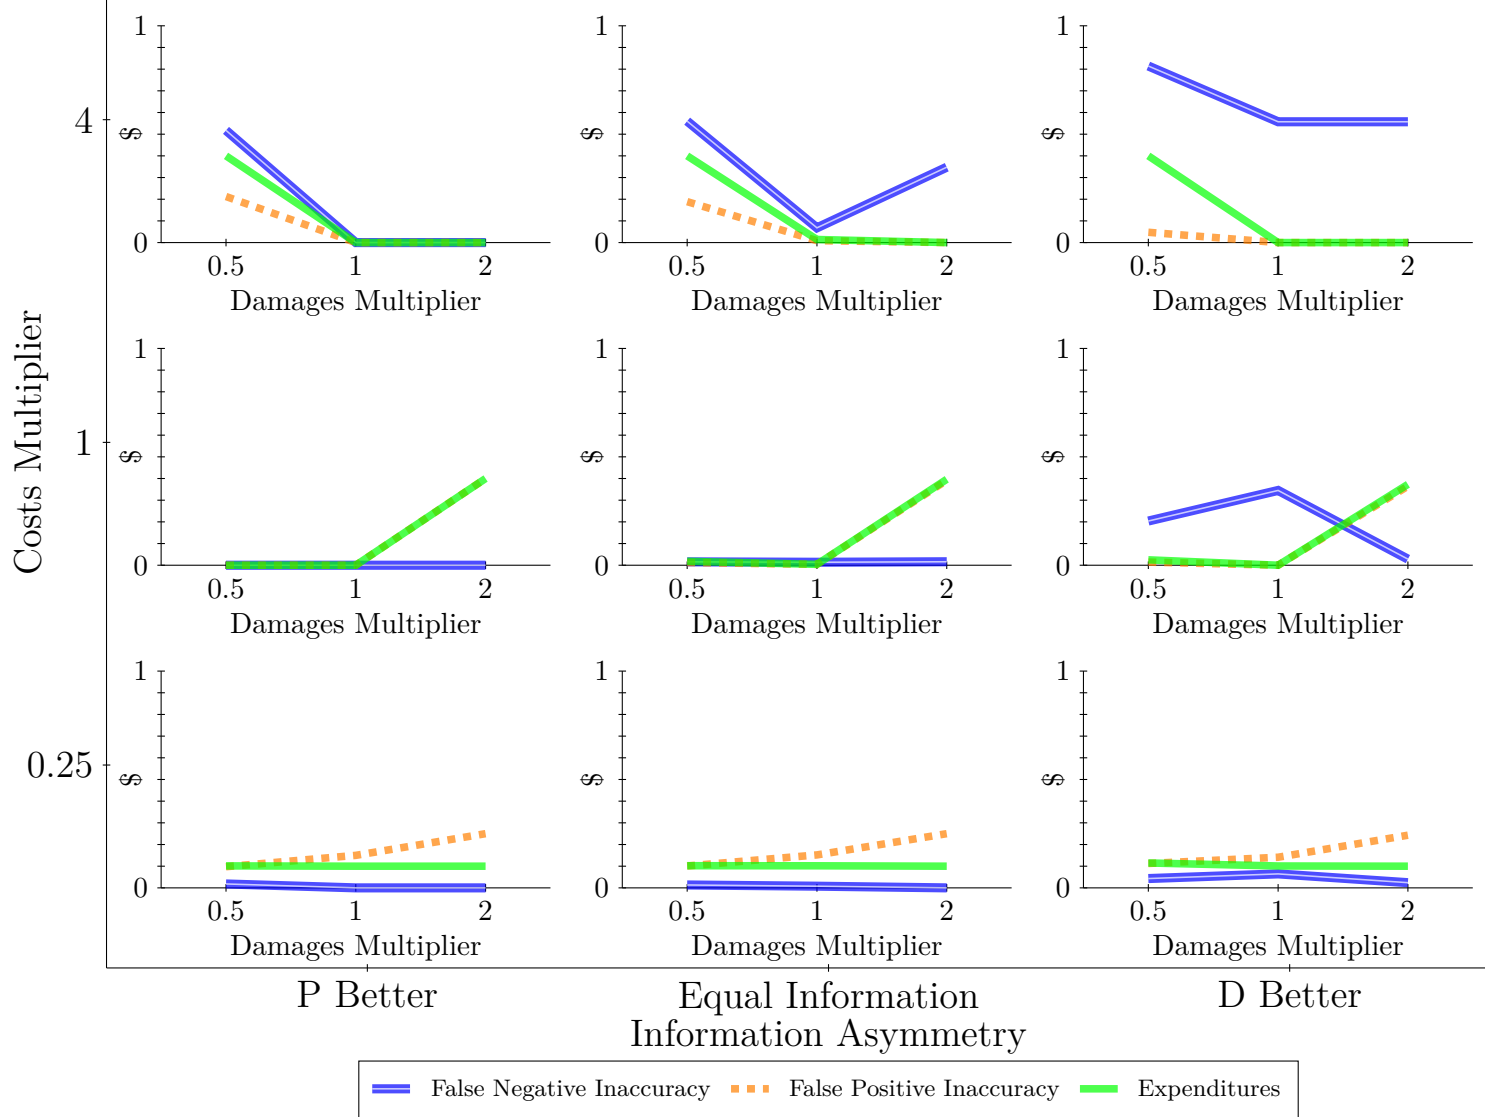 Costs Multiplier
4
1
$
0
0.5 1 2
Damages Multiplier
1
$
0
0.5 1 2
Damages Multiplier
1
$
0
0.5 1 2
Damages Multiplier
1
1
$
0
0.5 1 2
Damages Multiplier
1
$
0
0.5 1 2
Damages Multiplier
1
$
0
0.5 1 2
Damages Multiplier
0.25
1
$
0
0.5 1 2
Damages Multiplier
1
$
0
0.5 1 2
Damages Multiplier
1
$
0
0.5 1 2
Damages Multiplier
P Better
Equal Information
D Better
Information Asymmetry
False Negative Inaccuracy False Positive Inaccuracy Expenditures